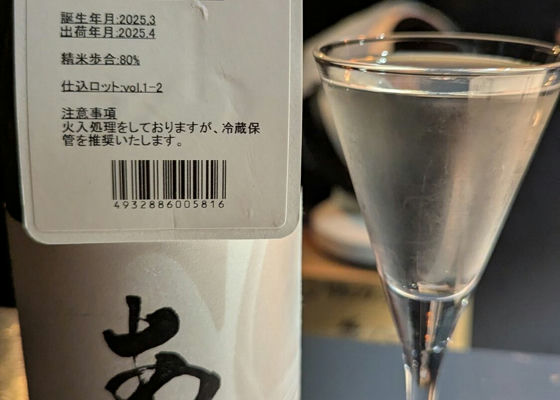 誕生年月:2025.3
出荷年月:2025.4
精米歩合:80%
仕込ロット:vol.1-2
注意事項
火入処理をしておりますが、冷蔵保
管を推奨いたします。
4932886005816
あ